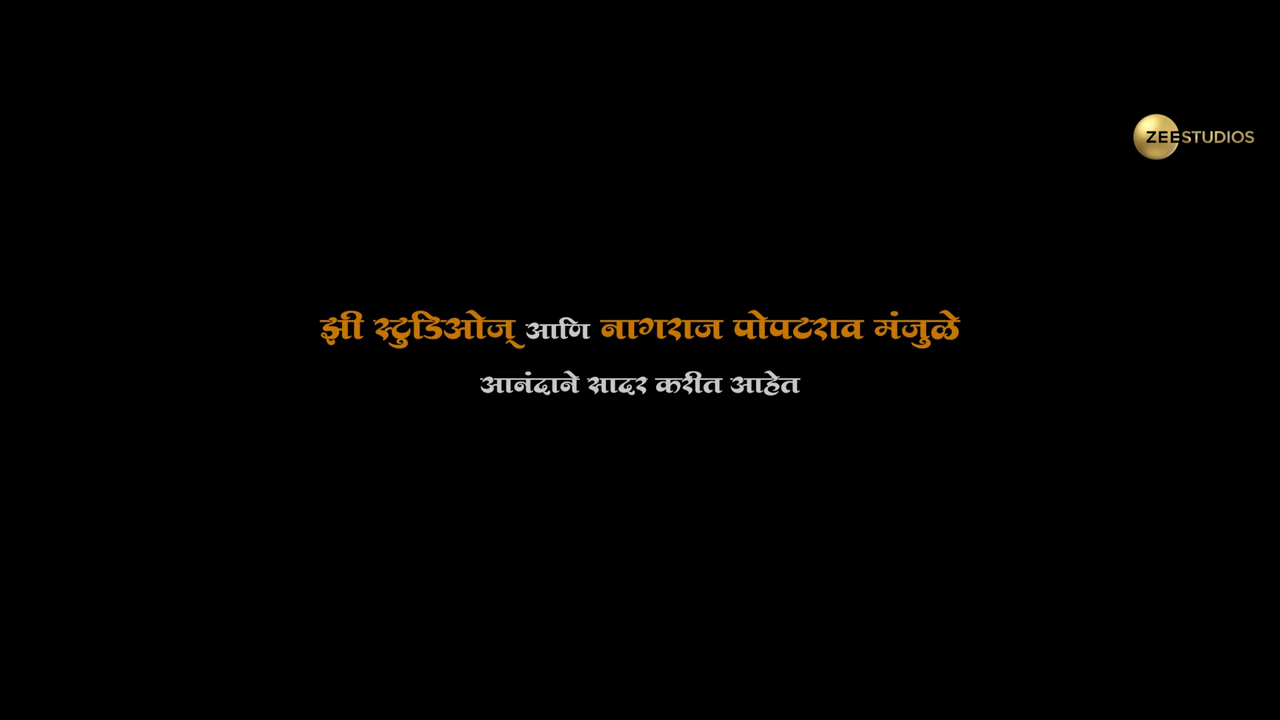 ZEESTUDIOS
झी स्टुडिओज् आणि नागराज पोपटराव मंजुळे
आनंदाने सादर करीत आहेत